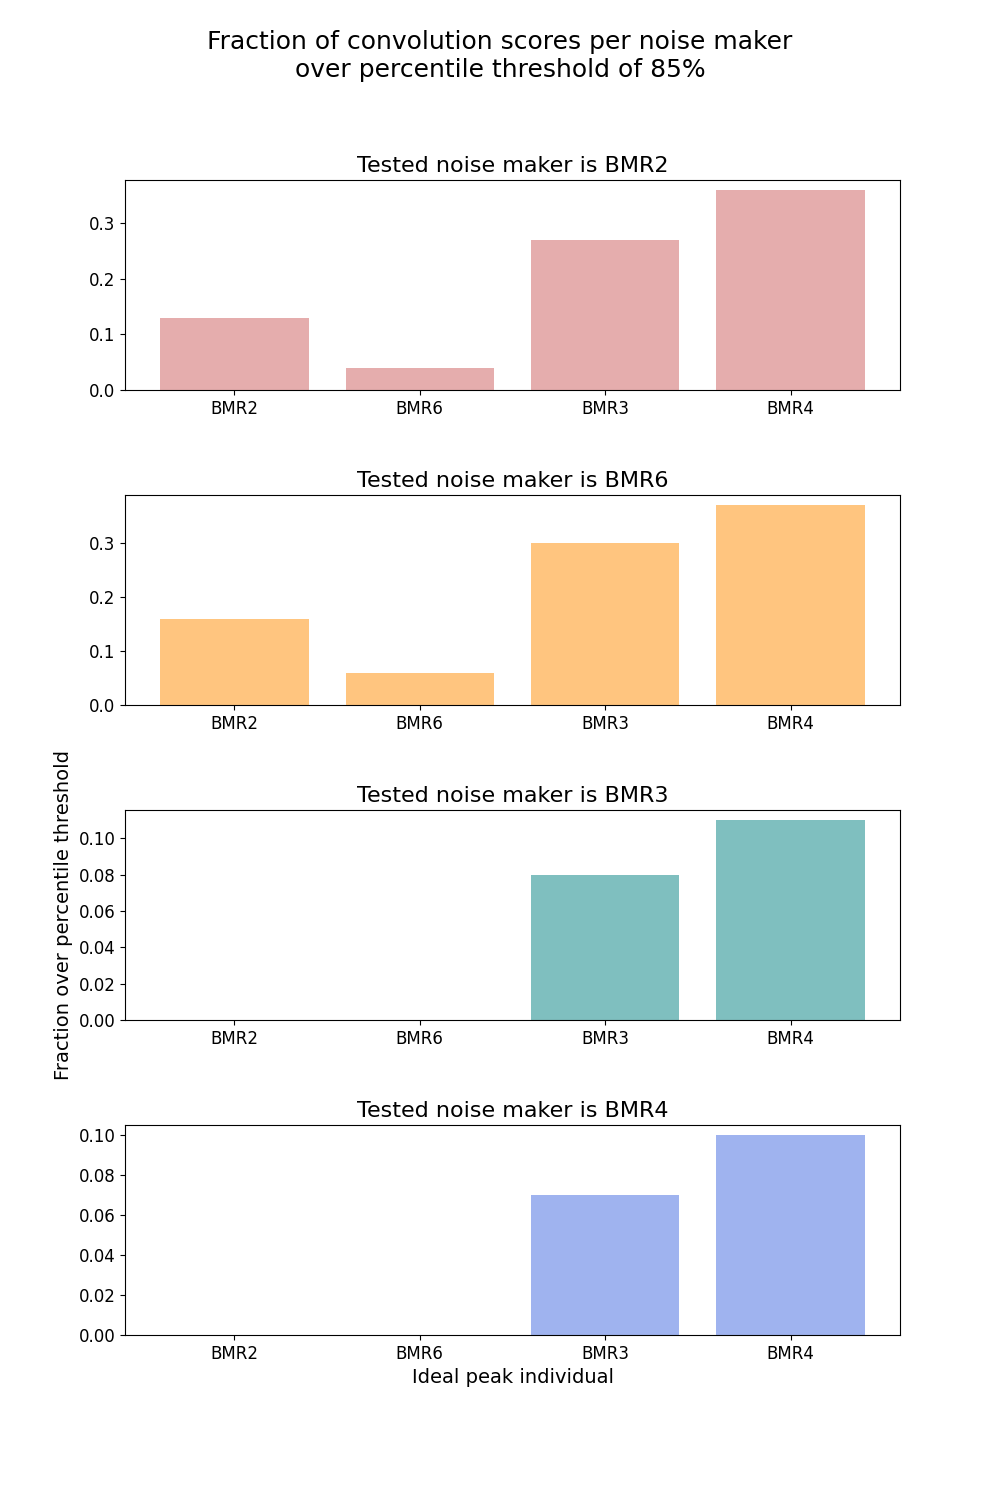 Fraction of convolution scores per noise maker
over percentile threshold of 85%
Tested noise maker is BMR2
0.3
0.2
0.1
0.0
BMR2 BMR6 BMR3 BMR4
Tested noise maker is BMR6
0.3
0.2
0.1
0.0
BMR2 BMR6 BMR3 BMR4
Fraction over percentile threshold
Tested noise maker is BMR3
0.10
0.08
0.06
0.04
0.02
0.00
BMR2 BMR6 BMR3 BMR4
Tested noise maker is BMR4
0.10
0.08
0.06
0.04
0.02
0.00
BMR2 BMR6 BMR3 BMR4
Ideal peak individual